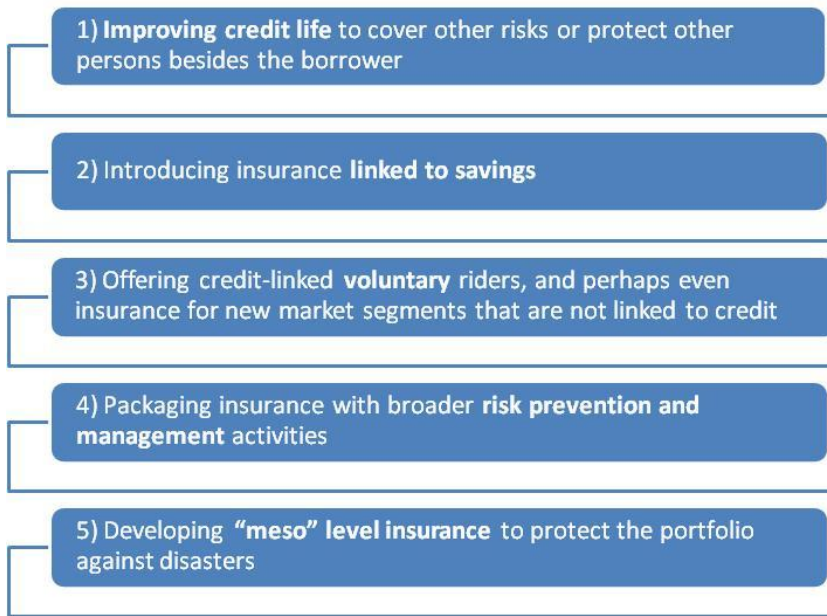 1) Improving credit life to cover other risks or protect other
persons besides the borrower
2) Introducing insurance linked to savings
3) Offering credit-linked voluntary riders, and perhaps even
insurance for new market segments that are not linked to credit
4) Packaging insurance with broader risk prevention and
management activities
5) Developing “meso” level insurance to protect the portfolio
against disasters